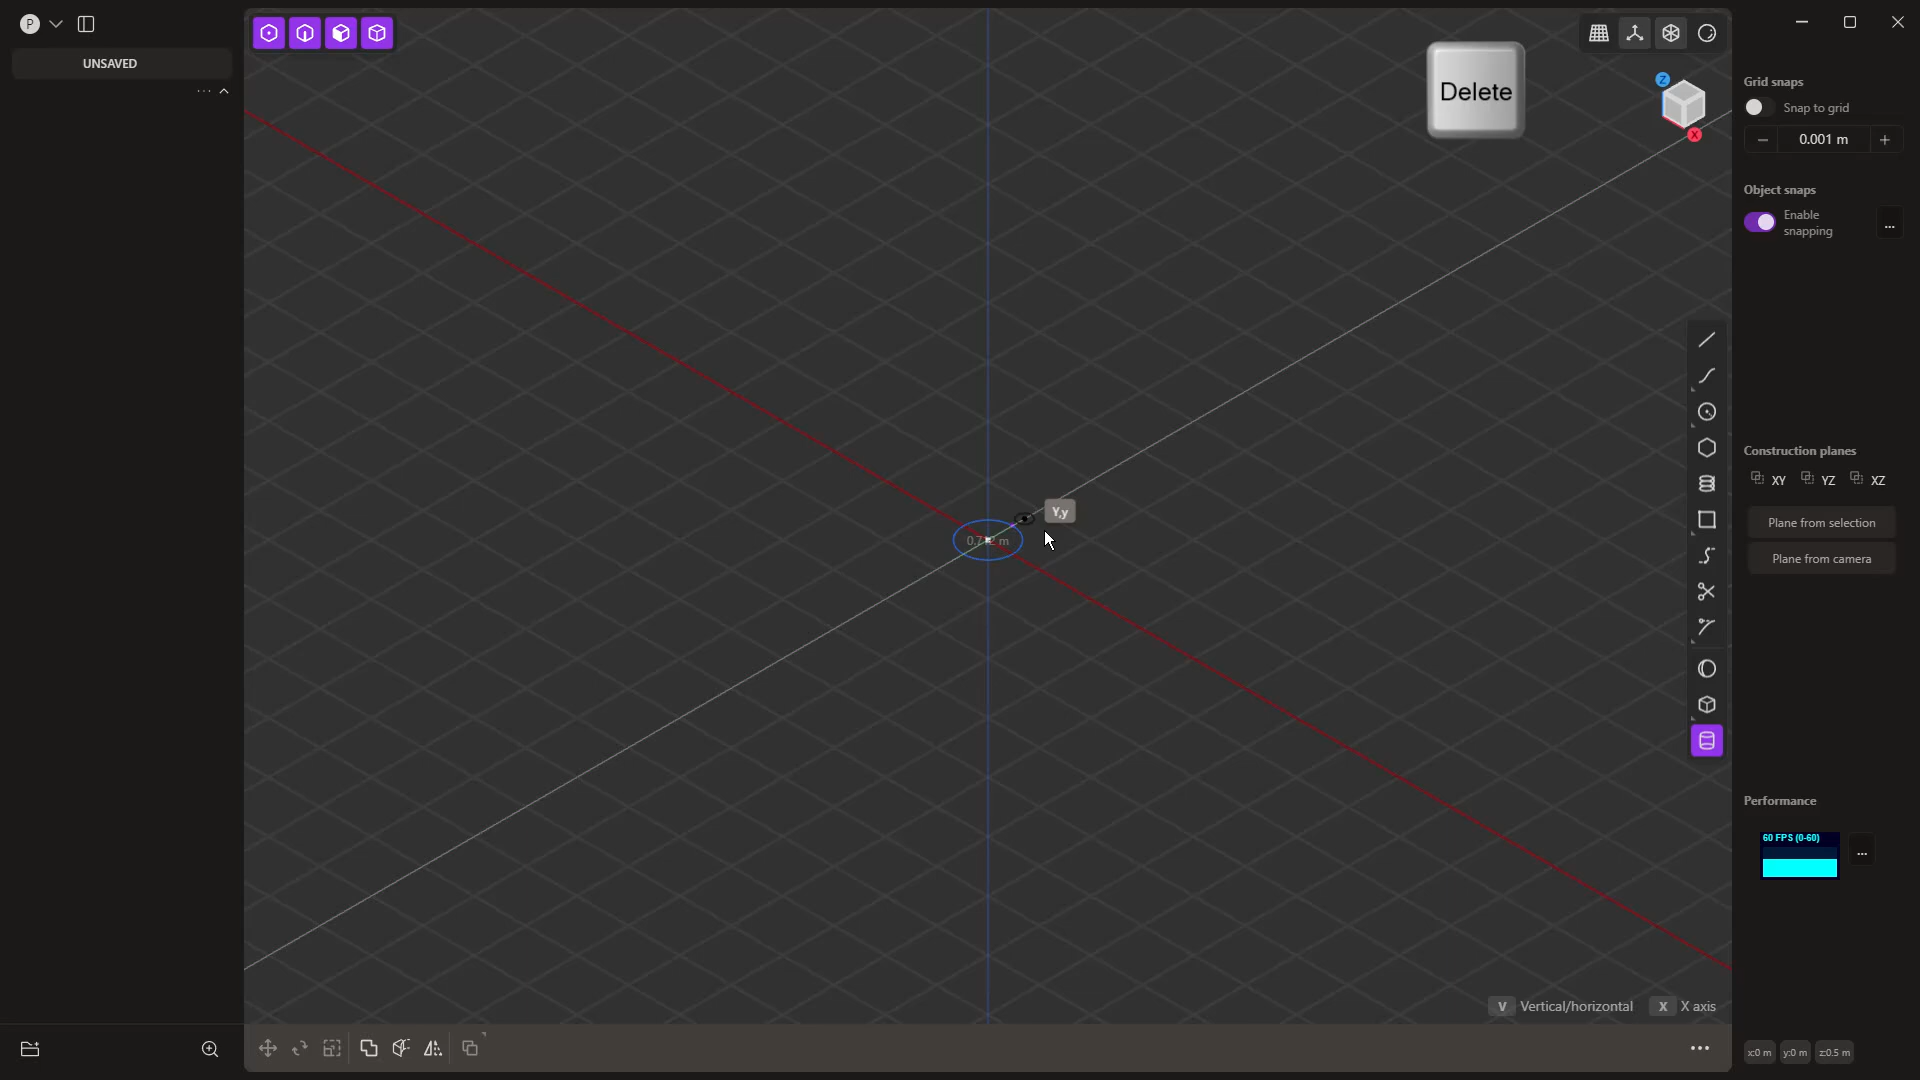 P
UNSAVED
Delete
Z
X
Grid snaps
Snap to grid
0.001 m
Object snaps
Enable
snapping
Y,y
Construction planes
XY
YZ
XZ
Plane from selection
Plane from camera
Performance
60 FPS (0-60)
V Vertical/horizontal
X X axis
x:0 m
y:0 m
z:0.5 m